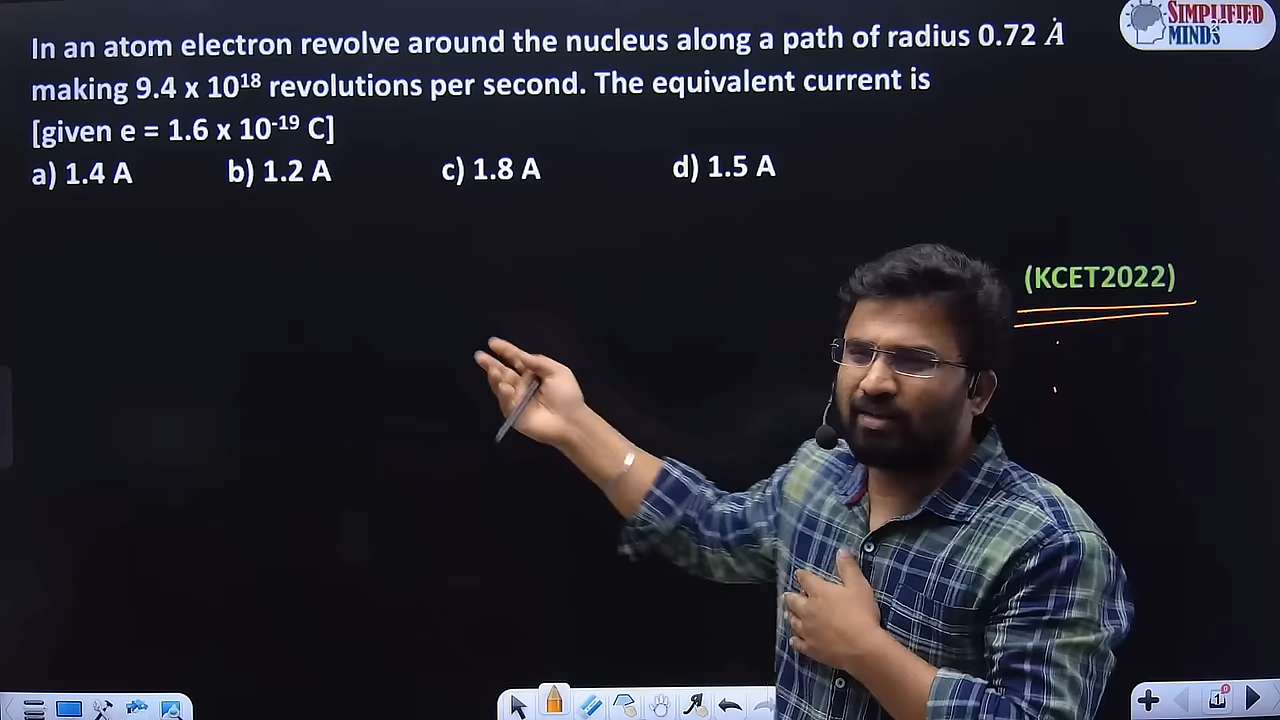 SIMPLIFIED
MINDS
In an atom electron revolve around the nucleus along a path of radius 0.72 Ȧ
making 9.4 x 10¹⁸ revolutions per second. The equivalent current is
[given e = 1.6 x 10⁻¹⁹ C]
a) 1.4 A b) 1.2 A c) 1.8 A d) 1.5 A
(KCET2022)